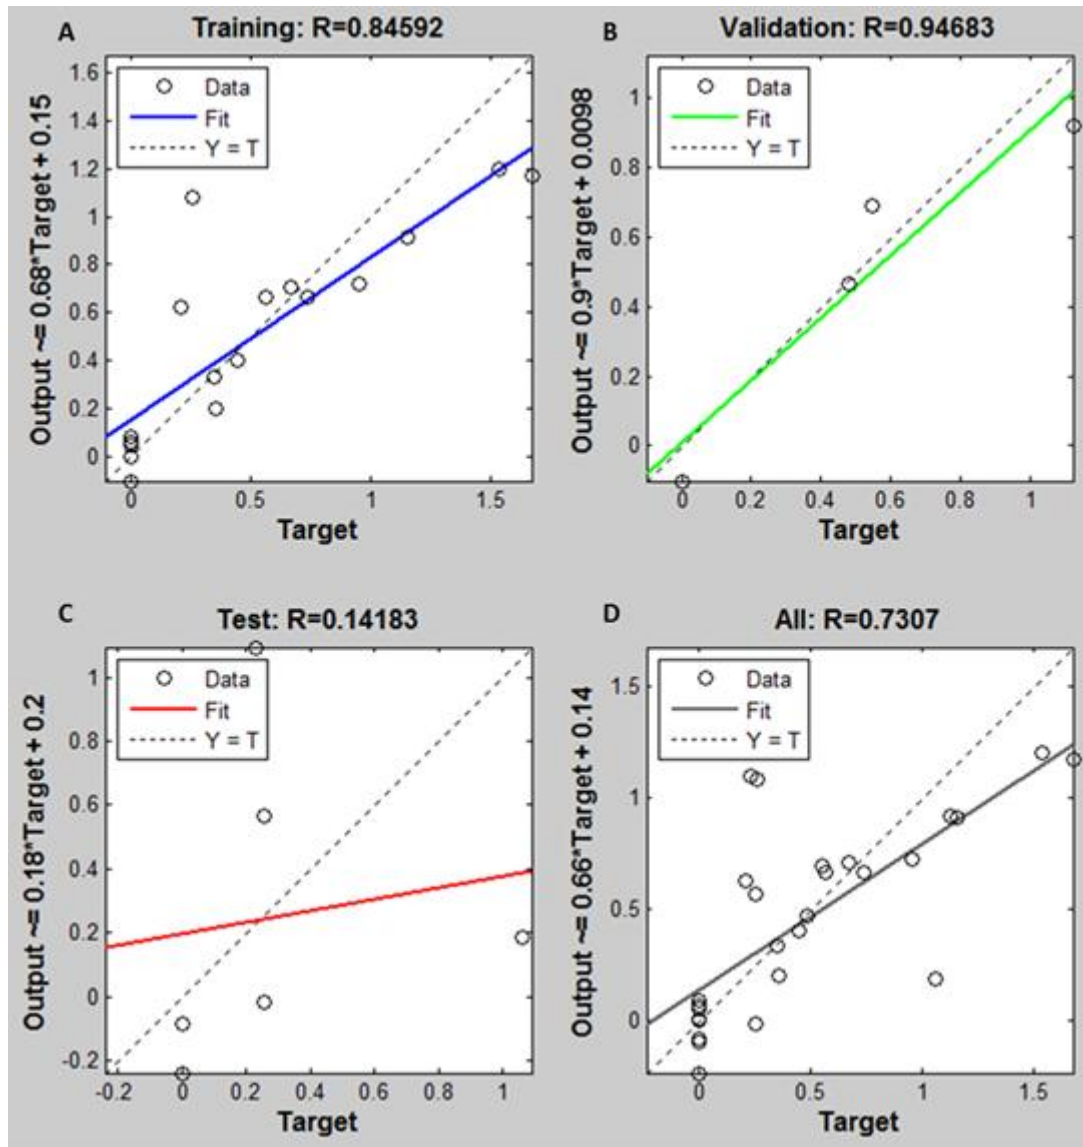 A
Training: R=0.84592
Output ~= 0.68*Target + 0.15
Data
Fit
Y = T
1.6
1.4
1.2
1
0.8
0.6
0.4
0.2
0
0
0.5
1
1.5
Target
B
Validation: R=0.94683
Output ~= 0.9*Target + 0.0098
Data
Fit
Y = T
1
0.8
0.6
0.4
0.2
0
0
0.2
0.4
0.6
0.8
1
Target
C
Test: R=0.14183
Output ~= 0.18*Target + 0.2
Data
Fit
Y = T
1
0.8
0.6
0.4
0.2
0
-0.2
-0.2
0
0.2
0.4
0.6
0.8
1
Target
D
All: R=0.7307
Output ~= 0.66*Target + 0.14
Data
Fit
Y = T
1.5
1
0.5
0
0
0.5
1
1.5
Target